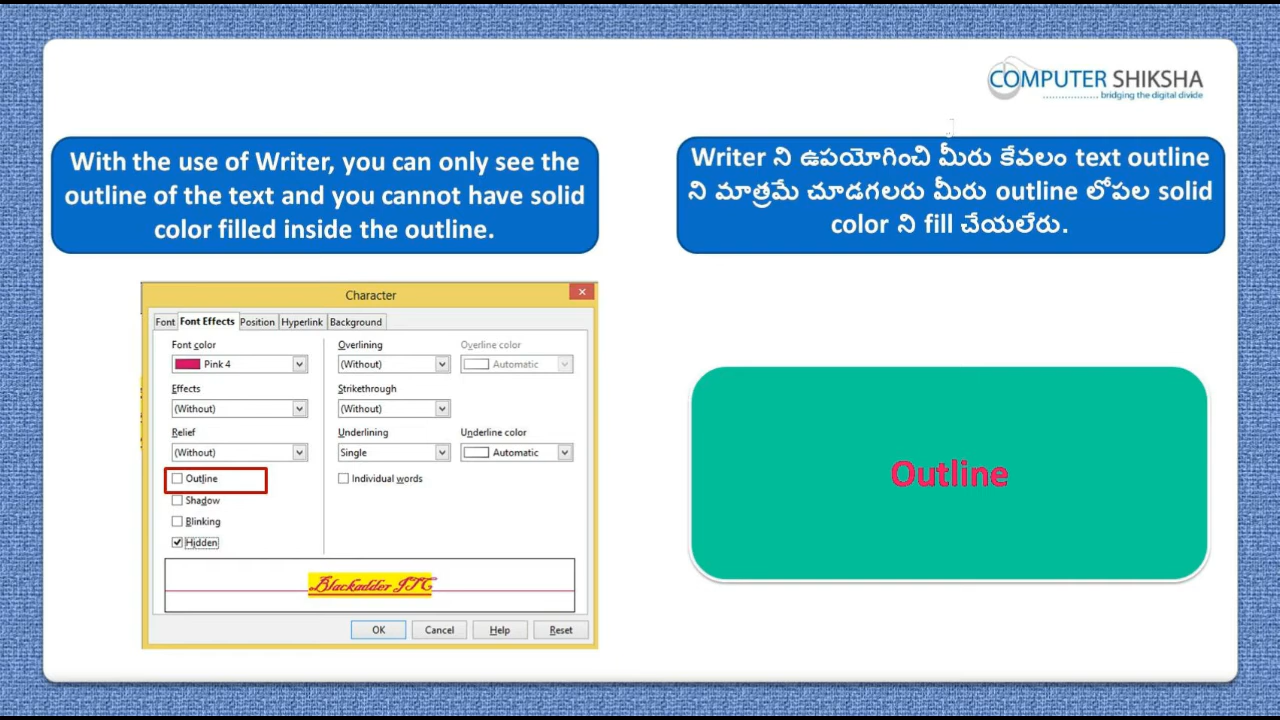 COMPUTER SHIKSHA
bridging the digital divide
With the use of Writer, you can only see the
outline of the text and you cannot have solid
color filled inside the outline.
Writer ని ఉపయోగించి మీరు కేవలం text outline
ని మాత్రమే చూడగలరు మీరు outline లోపల solid
color ని fill చేయలేరు.
Character
Font Font Effects Position Hyperlink Background
Font color Overlining Overline color
Pink 4 (Without) Automatic
Effects Strikethrough
(Without) (Without)
Relief Underlining Underline color
(Without) Single Automatic
Outline Individual words
Shadow
Blinking
Hidden
Blackadder ITC
OK Cancel Help Reset
Outline